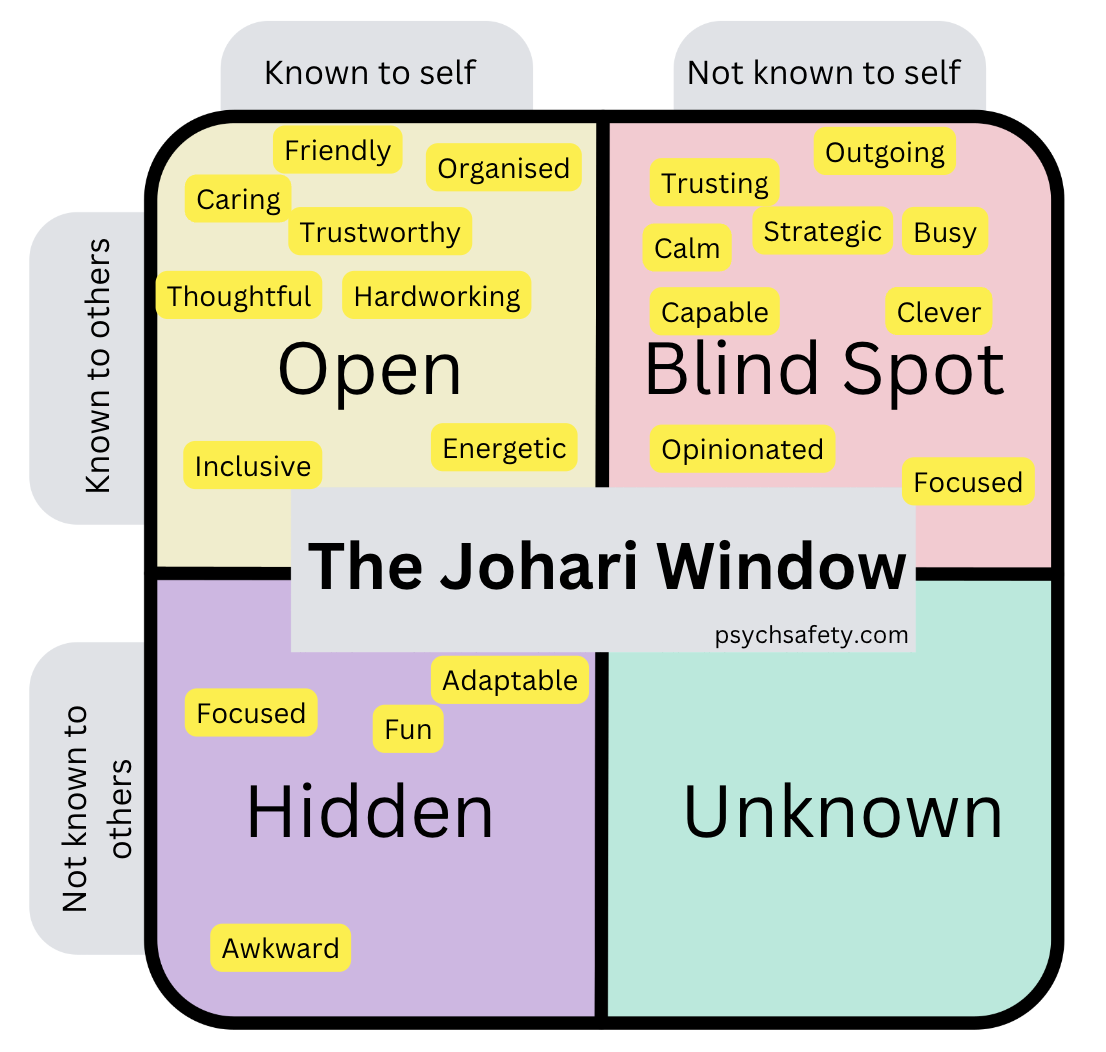 Known to self
Not known to self
Known to others
Friendly
Organised
Caring
Trustworthy
Thoughtful
Hardworking
Open
Inclusive
Energetic
Outgoing
Trusting
Strategic
Busy
Calm
Capable
Clever
Blind Spot
Opinionated
Focused
The Johari Window
psychsafety.com
Not known to
others
Adaptable
Focused
Fun
Hidden
Awkward
Unknown